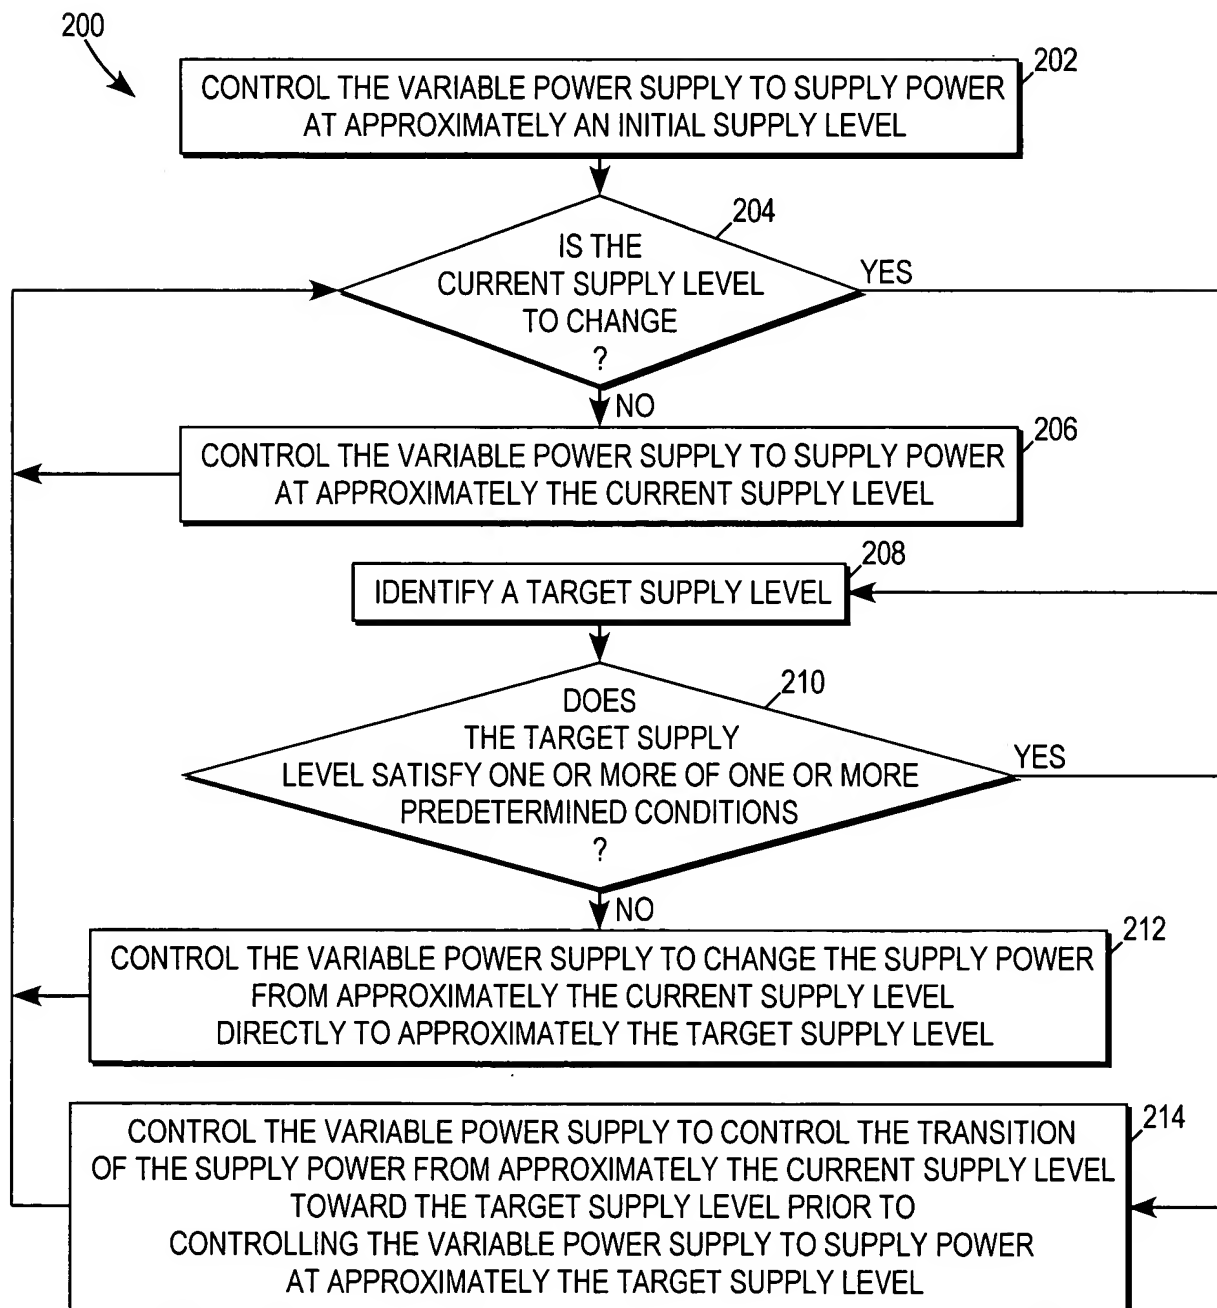 200
202
CONTROL THE VARIABLE POWER SUPPLY TO SUPPLY POWER
AT APPROXIMATELY AN INITIAL SUPPLY LEVEL
204
IS THE
CURRENT SUPPLY LEVEL
TO CHANGE
?
YES
NO
206
CONTROL THE VARIABLE POWER SUPPLY TO SUPPLY POWER
AT APPROXIMATELY THE CURRENT SUPPLY LEVEL
208
IDENTIFY A TARGET SUPPLY LEVEL
210
DOES
THE TARGET SUPPLY
LEVEL SATISFY ONE OR MORE OF ONE OR MORE
PREDETERMINED CONDITIONS
?
YES
NO
212
CONTROL THE VARIABLE POWER SUPPLY TO CHANGE THE SUPPLY POWER
FROM APPROXIMATELY THE CURRENT SUPPLY LEVEL
DIRECTLY TO APPROXIMATELY THE TARGET SUPPLY LEVEL
214
CONTROL THE VARIABLE POWER SUPPLY TO CONTROL THE TRANSITION
OF THE SUPPLY POWER FROM APPROXIMATELY THE CURRENT SUPPLY LEVEL
TOWARD THE TARGET SUPPLY LEVEL PRIOR TO
CONTROLLING THE VARIABLE POWER SUPPLY TO SUPPLY POWER
AT APPROXIMATELY THE TARGET SUPPLY LEVEL